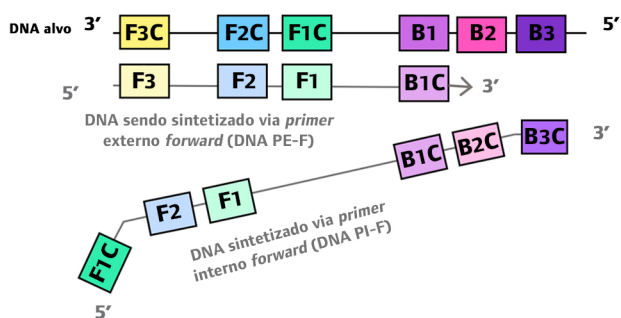 DNA alvo 3’ F3C F2C F1C B1 B2 B3 5’
5’ F3 F2 F1 B1C 3’
DNA sendo sintetizado via primer
externo forward (DNA PE-F)
F1C F2 F1 B1C B2C B3C 3’
5’
DNA sintetizado via primer
interno forward (DNA PI-F)